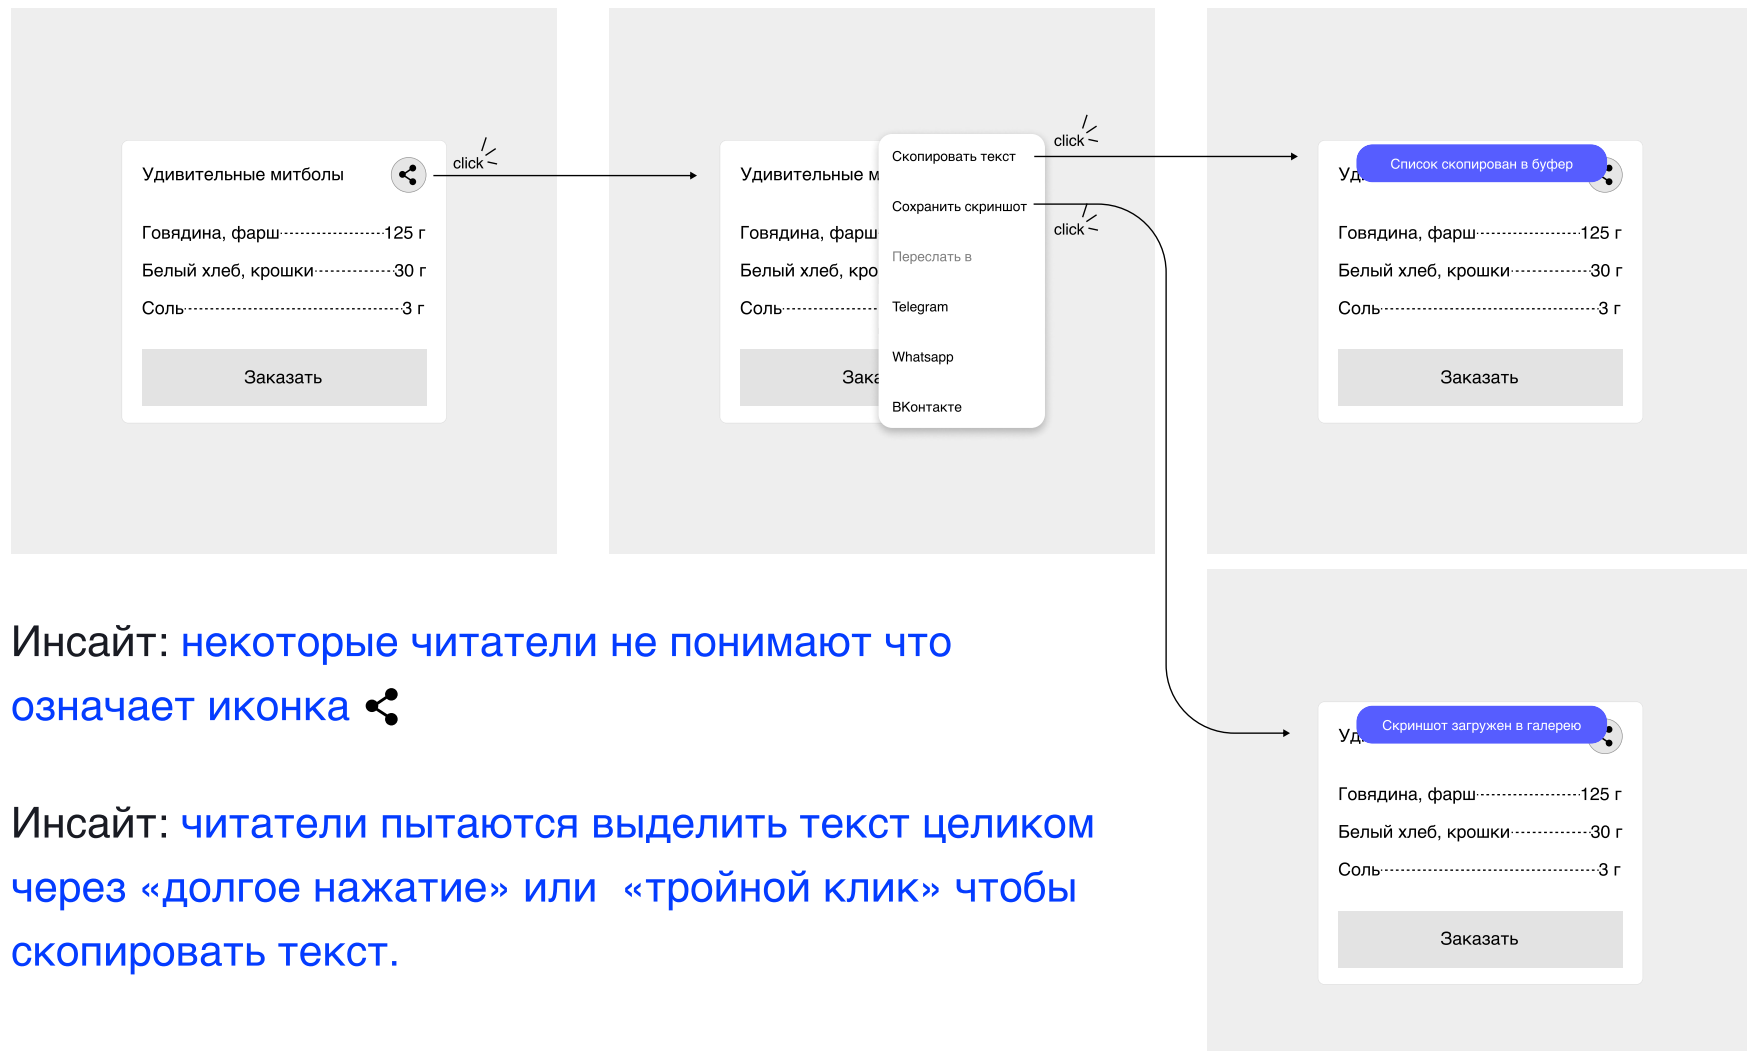 Удивительные митболы
click
Говядина, фарш 125 г
Белый хлеб, крошки 30 г
Соль 3 г
Заказать
Удивительные м
Говядина, фарш
Белый хлеб, кро
Соль
Зака
Скопировать текст
Сохранить скриншот
Переслать в
Telegram
Whatsapp
ВКонтакте
click
click
Список скопирован в буфер
Уд
Говядина, фарш 125 г
Белый хлеб, крошки 30 г
Соль 3 г
Заказать
Инсайт: некоторые читатели не понимают что
означает иконка
Инсайт: читатели пытаются выделить текст целиком
через «долгое нажатие» или «тройной клик» чтобы
скопировать текст.
Скриншот загружен в галерею
Уд
Говядина, фарш 125 г
Белый хлеб, крошки 30 г
Соль 3 г
Заказать